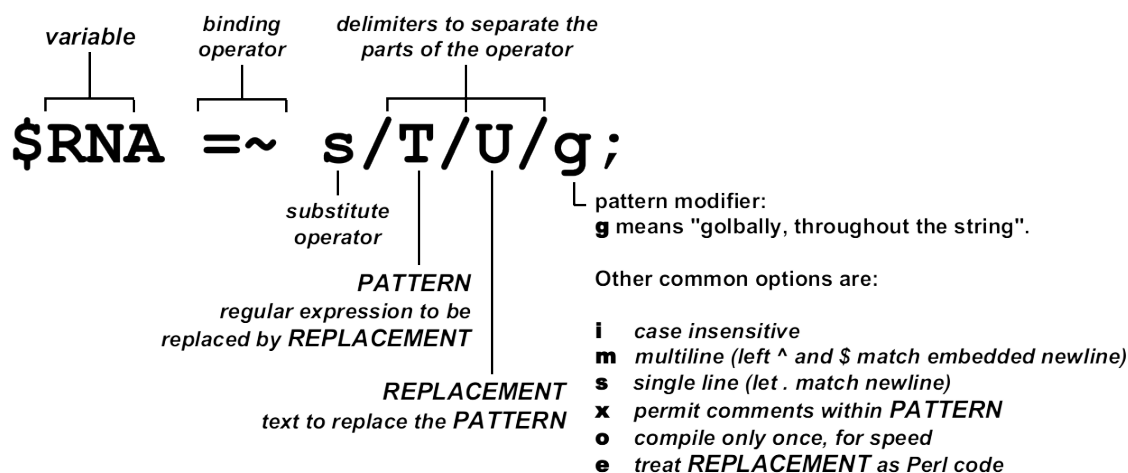 variable
binding
operator
delimiters to separate the
parts of the operator
$RNA =~ s/T/U/g;
substitute
operator
pattern modifier:
g means "golbally, throughout the string".
PATTERN
regular expression to be
replaced by REPLACEMENT
Other common options are:
i case insensitive
m multiline (left ^ and $ match embedded newline)
s single line (let . match newline)
x permit comments within PATTERN
o compile only once, for speed
e treat REPLACEMENT as Perl code
REPLACEMENT
text to replace the PATTERN